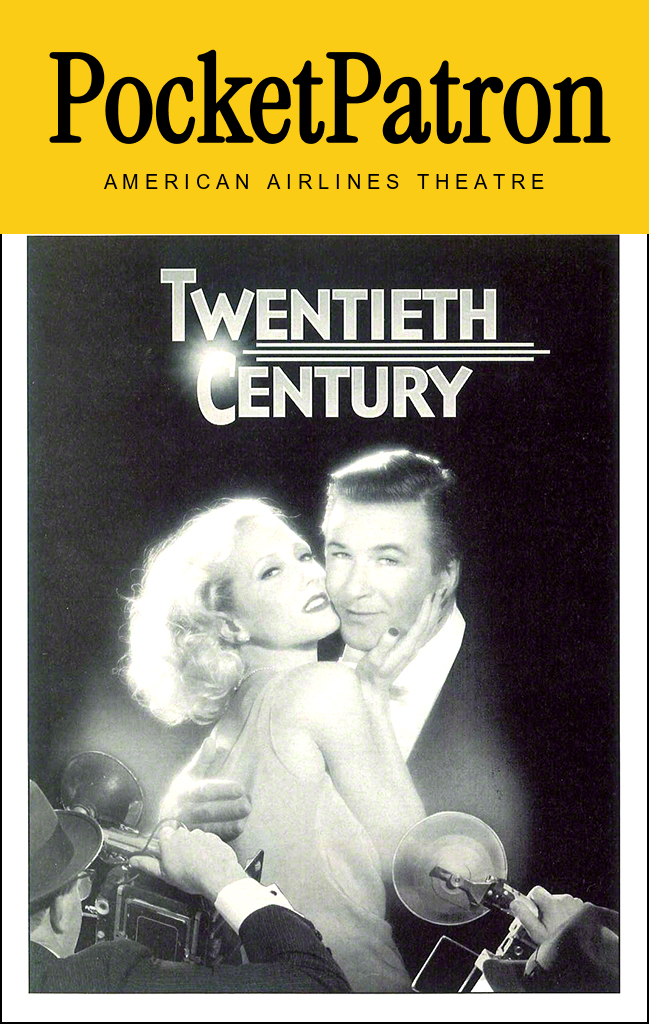 PocketPatron
AMERICAN AIRLINES THEATRE
TWENTIETH
CENTURY